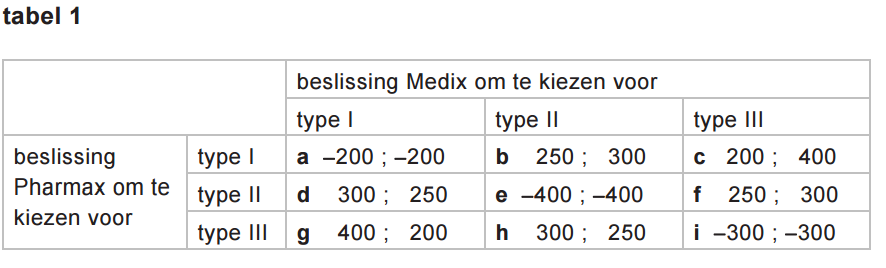 tabel 1
beslissing Medix om te kiezen voor
type I type II type III
beslissing Pharmax om te kiezen voor
type I a –200 ; –200 b 250 ; 300 c 200 ; 400
type II d 300 ; 250 e –400 ; –400 f 250 ; 300
type III g 400 ; 200 h 300 ; 250 i –300 ; –300